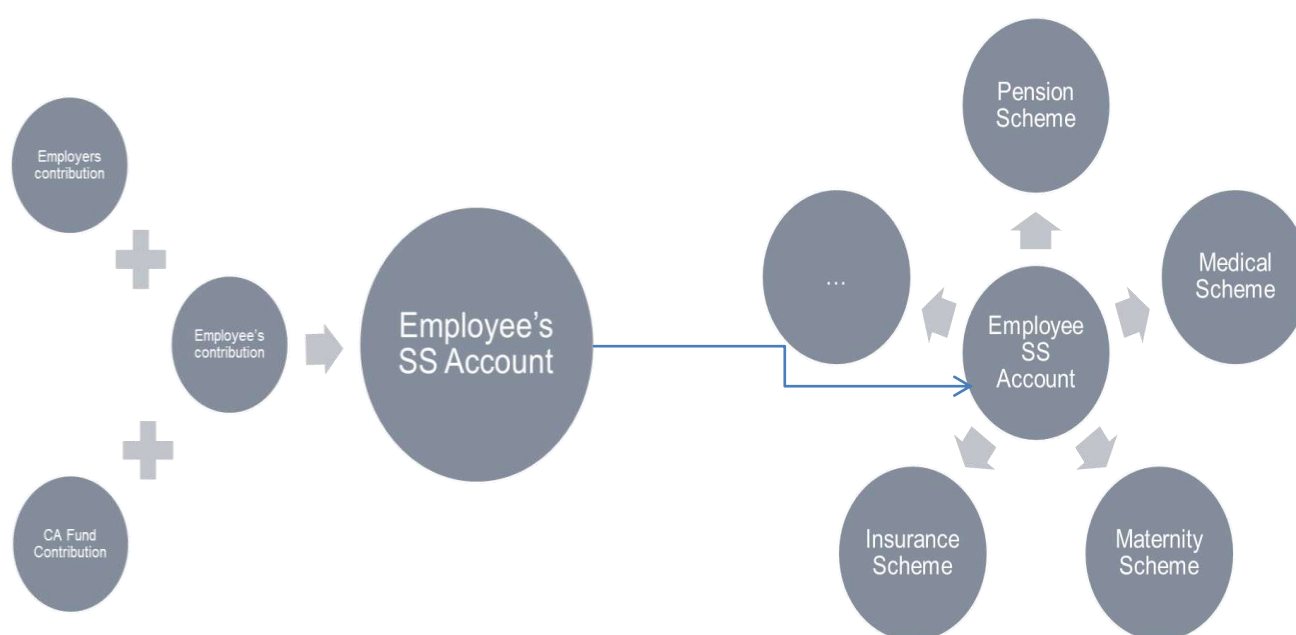 Employers
contribution
Employee's
contribution
CA Fund
Contribution
Employee's
SS Account
Pension
Scheme
...
Medical
Scheme
Employee
SS
Account
Insurance
Scheme
Maternity
Scheme